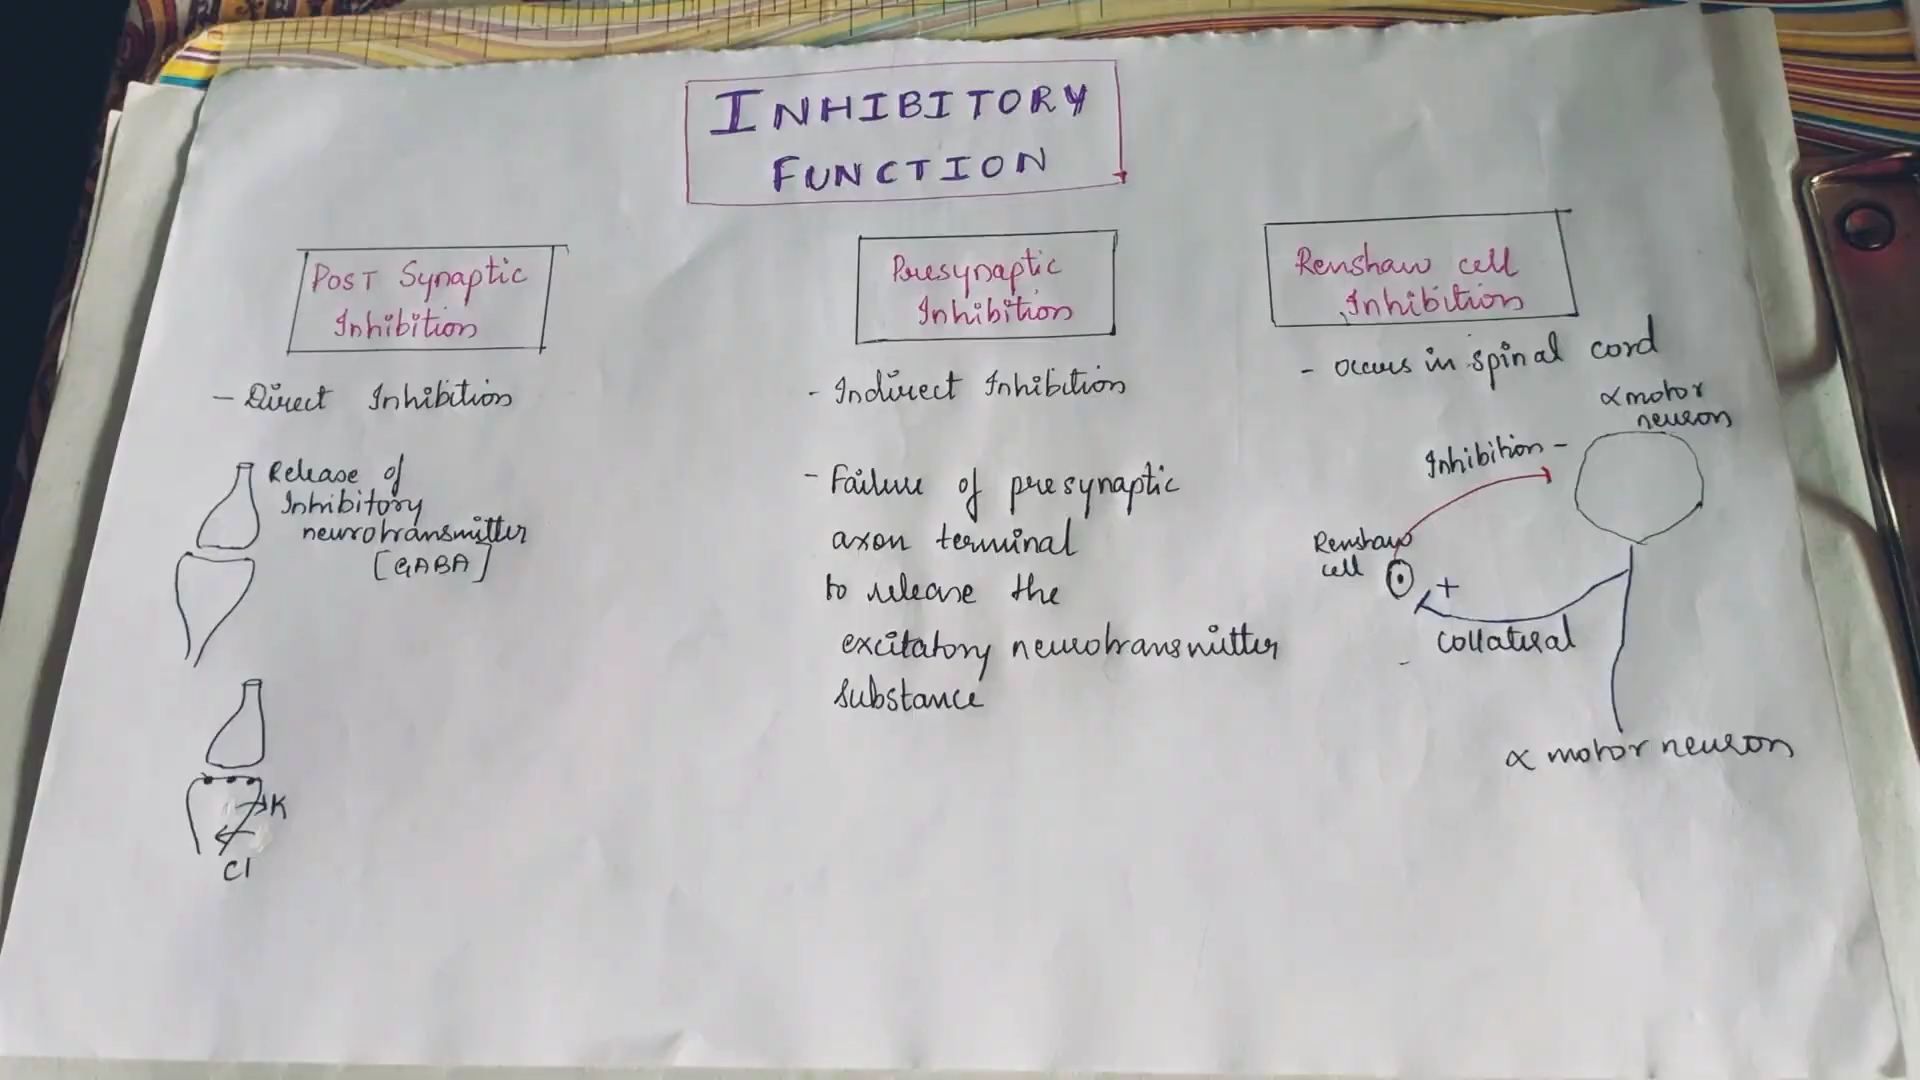 INHIBITORY
FUNCTION
POST Synaptic
Inhibition
- Direct Inhibition
Release of
Inhibitory
neurotransmitter
[GABA]
K
Cl
Presynaptic
Inhibition
- Indirect Inhibition
- Failure of presynaptic
axon terminal
to release the
excitatory neurotransmitter
substance
Renshaw cell
Inhibition
- occurs in spinal cord
α motor
neuron
Inhibition -
Renshaw
cell
+
collateral
α motor neuron